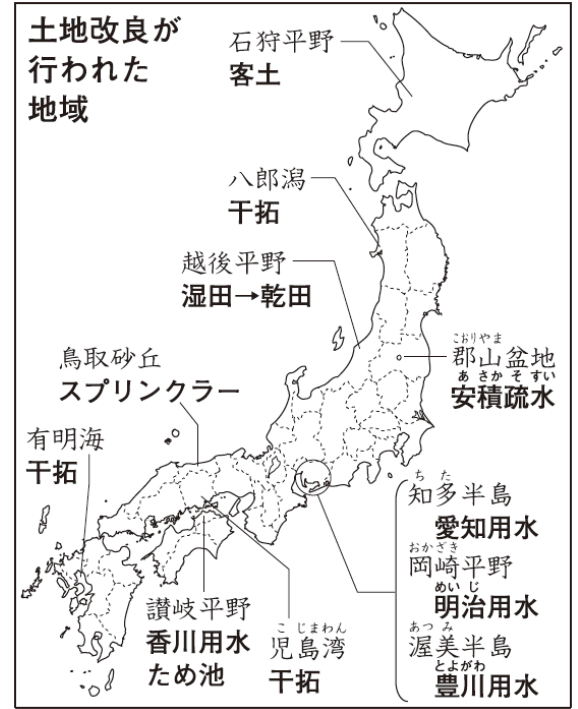 土地改良が
行われた
地域
石狩平野
客土
八郎潟
干拓
越後平野
湿田→乾田
鳥取砂丘
スプリンクラー
有明海
干拓
こおりやま
郡山盆地
あさかそすい
安積疏水
ちた
知多半島
愛知用水
おかざき
岡崎平野
めいじ
明治用水
あつみ
渥美半島
とよがわ
豊川用水
讃岐平野
香川用水
ため池
こじまわん
児島湾
干拓